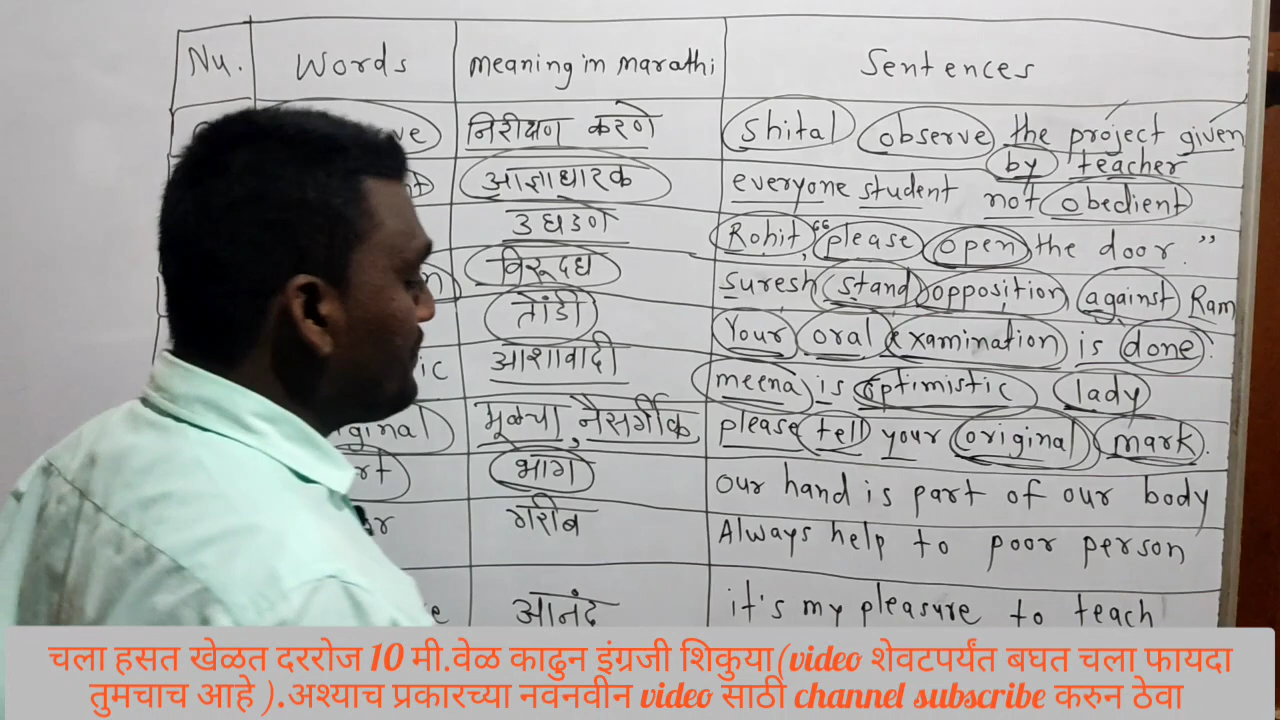 Nu. Words meaning in marathi Sentences
निरीक्षण करणे Shital observe the project given
by teacher
आज्ञाधारक everyone student not obedient
उघडणे Rohit, "please open the door."
विरूदध Suresh stand opposition against Ram
तोंडी Your oral examination is done.
आशावादी meena is optimistic lady
मूळचा, नैसर्गीक please tell your original mark.
भाग our hand is part of our body
गरीब Always help to poor person
आनंद it's my pleasure to teach
चला हसत खेळत दररोज 10 मी.वेळ काढुन इंग्रजी शिकुया(video शेवटपर्यंत बघत चला फायदा
तुमचाच आहे ).अश्याच प्रकारच्या नवनवीन video साठी channel subscribe करुन ठेवा